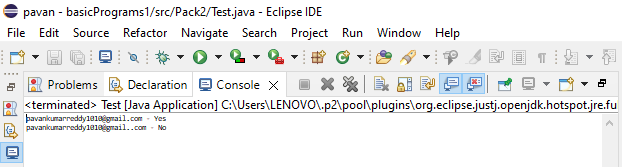 pavan - basicPrograms1/src/Pack2/Test.java - Eclipse IDE
File Edit Source Refactor Navigate Search Project Run Window Help
Problems Declaration Console
<terminated> Test [Java Application] C:\Users\LENOVO\.p2\pool\plugins\org.eclipse.justj.openjdk.hotspot.jre.fu
pavankumarreddy1010@gmail.com - Yes
pavankumarreddy1010@gmail..com - No